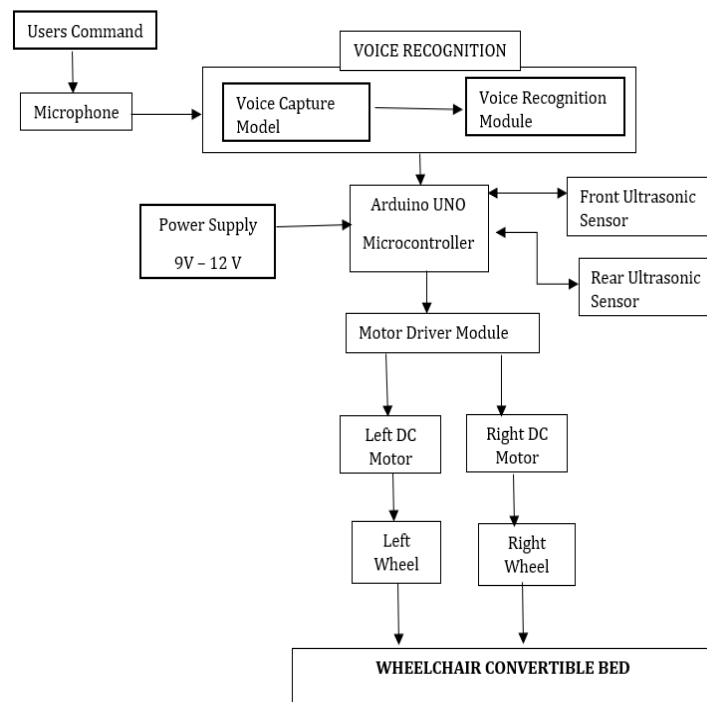 Users Command
VOICE RECOGNITION
Microphone
Voice Capture
Model
Voice Recognition
Module
Arduino UNO
Microcontroller
Front Ultrasonic
Sensor
Power Supply
9V – 12 V
Rear Ultrasonic
Sensor
Motor Driver Module
Left DC
Motor
Right DC
Motor
Left
Wheel
Right
Wheel
WHEELCHAIR CONVERTIBLE BED